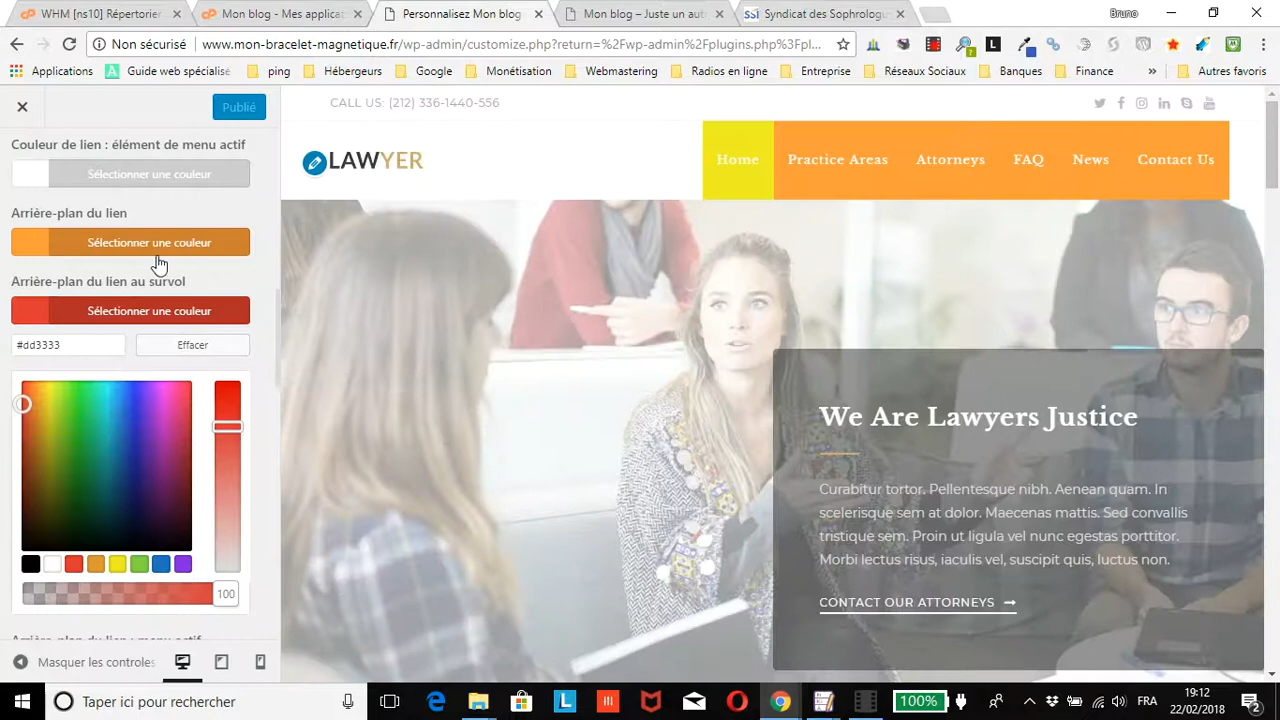 WHM [ns10] Répertorier
Mon blog - Mes applicat
Personnalisez Mon blog
Mon blog – Juste un aut
Syndicat des Sophrologu
Bruno
Non sécurisé
www.mon-bracelet-magnetique.fr/wp-admin/customize.php?return=%2Fwp-admin%2Fplugins.php%3Fpl...
Applications
Guide web spécialisé
ping
Hébergeurs
Google
Monétisation
Webmastering
Radios en ligne
Entreprise
Réseaux Sociaux
Banques
Finance
»
Autres favoris
Publié
Couleur de lien : élément de menu actif
Sélectionner une couleur
Arrière-plan du lien
Sélectionner une couleur
Arrière-plan du lien au survol
Sélectionner une couleur
#dd3333
Effacer
100
Arrière-plan du lien : menu actif
Masquer les controles
CALL US: (212) 336-1440-556
LAWYER
Home
Practice Areas
Attorneys
FAQ
News
Contact Us
We Are Lawyers Justice
Curabitur tortor. Pellentesque nibh. Aenean quam. In
scelerisque sem at dolor. Maecenas mattis. Sed convallis
tristique sem. Proin ut ligula vel nunc egestas porttitor.
Morbi lectus risus, iaculis vel, suscipit quis, luctus non.
CONTACT OUR ATTORNEYS
Taper ici pour rechercher
100%
FRA
19:12
22/02/2018